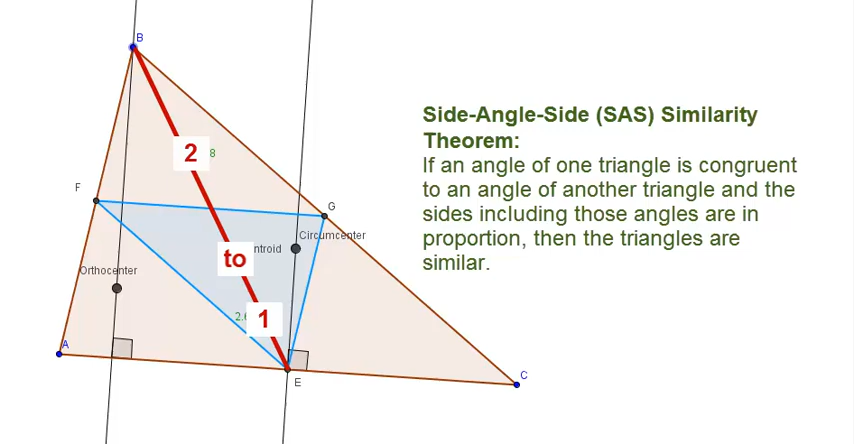 B
2
8
F
G
Circumcenter
ntroid
to
Orthocenter
2.
1
A
E
C
Side-Angle-Side (SAS) Similarity
Theorem:
If an angle of one triangle is congruent
to an angle of another triangle and the
sides including those angles are in
proportion, then the triangles are
similar.